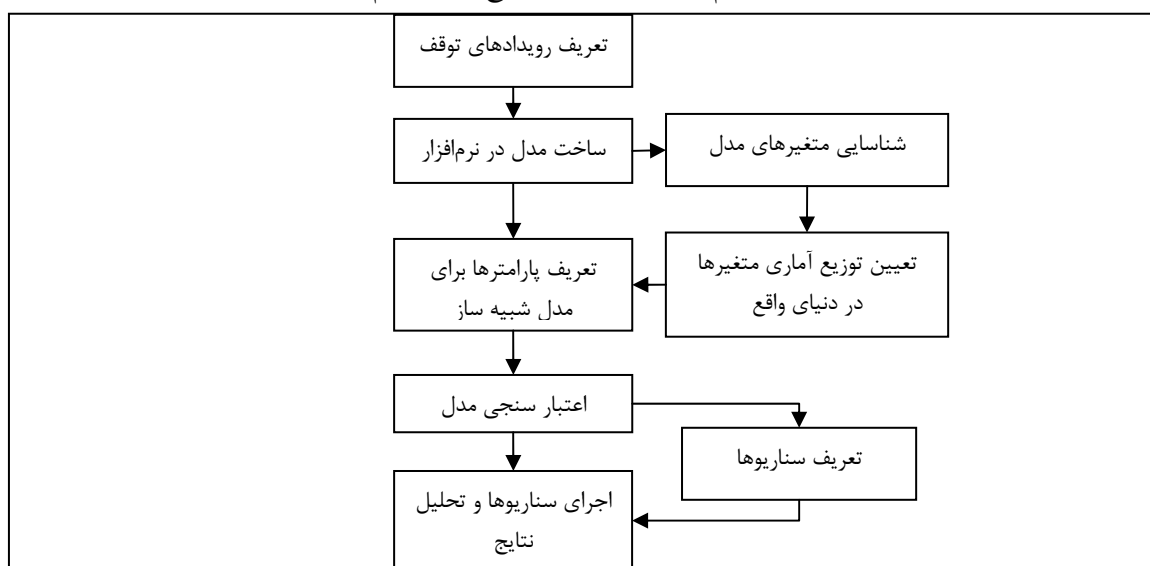 تعریف رویدادهای توقف
ساخت مدل در نرم‌افزار
شناسایی متغیرهای مدل
تعریف پارامترها برای
مدل شبیه ساز
تعیین توزیع آماری متغیرها
در دنیای واقع
اعتبار سنجی مدل
تعریف سناریوها
اجرای سناریوها و تحلیل
نتایج